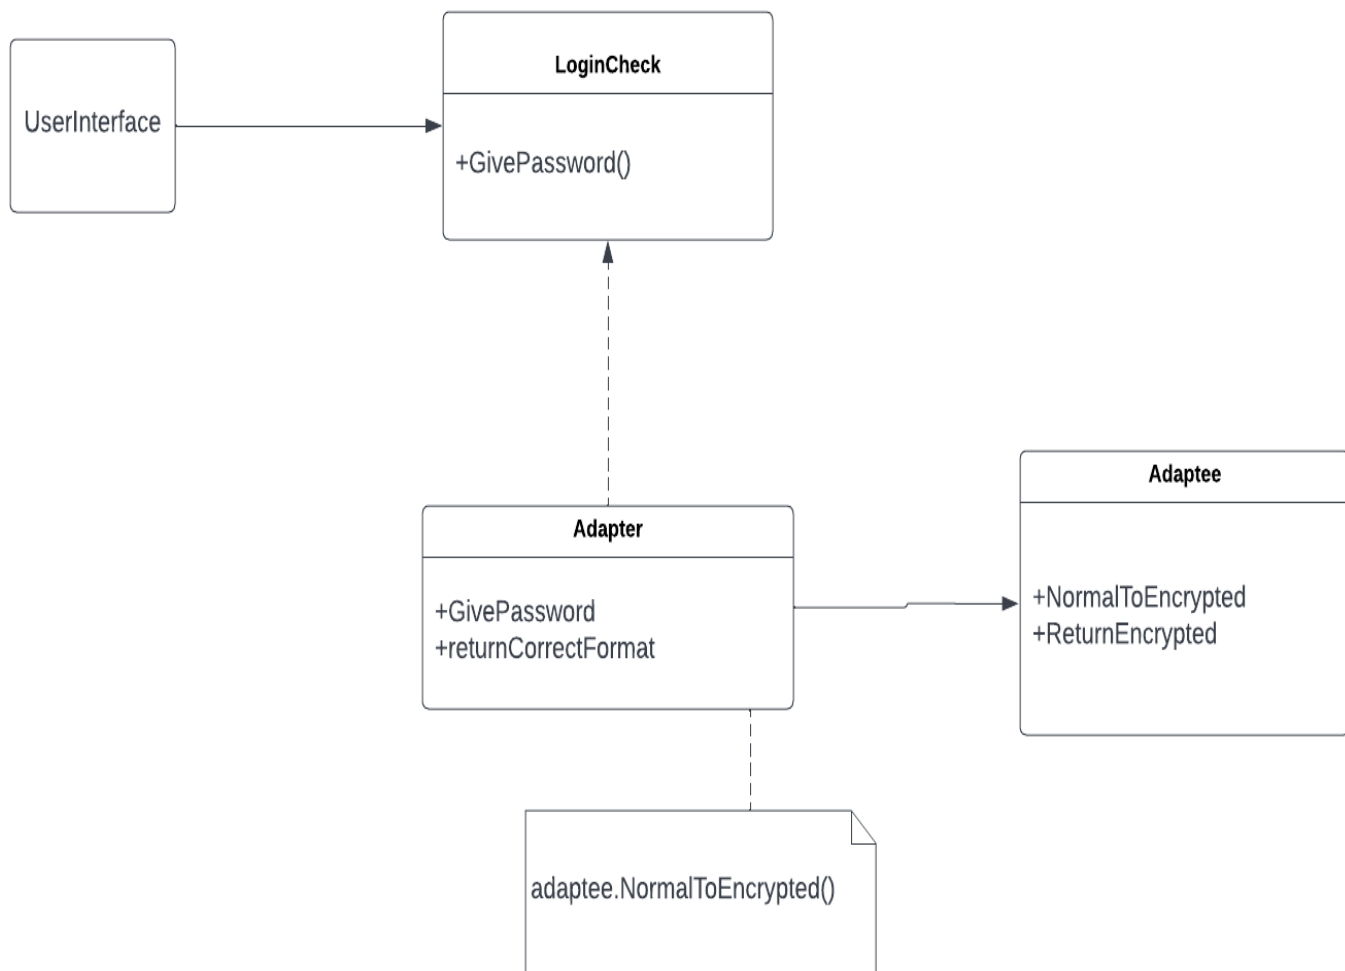 LoginCheck
UserInterface
+GivePassword()
Adaptee
Adapter
+NormalToEncrypted
+GivePassword
+ReturnEncrypted
+returnCorrectFormat
adaptee.NormalToEncrypted()